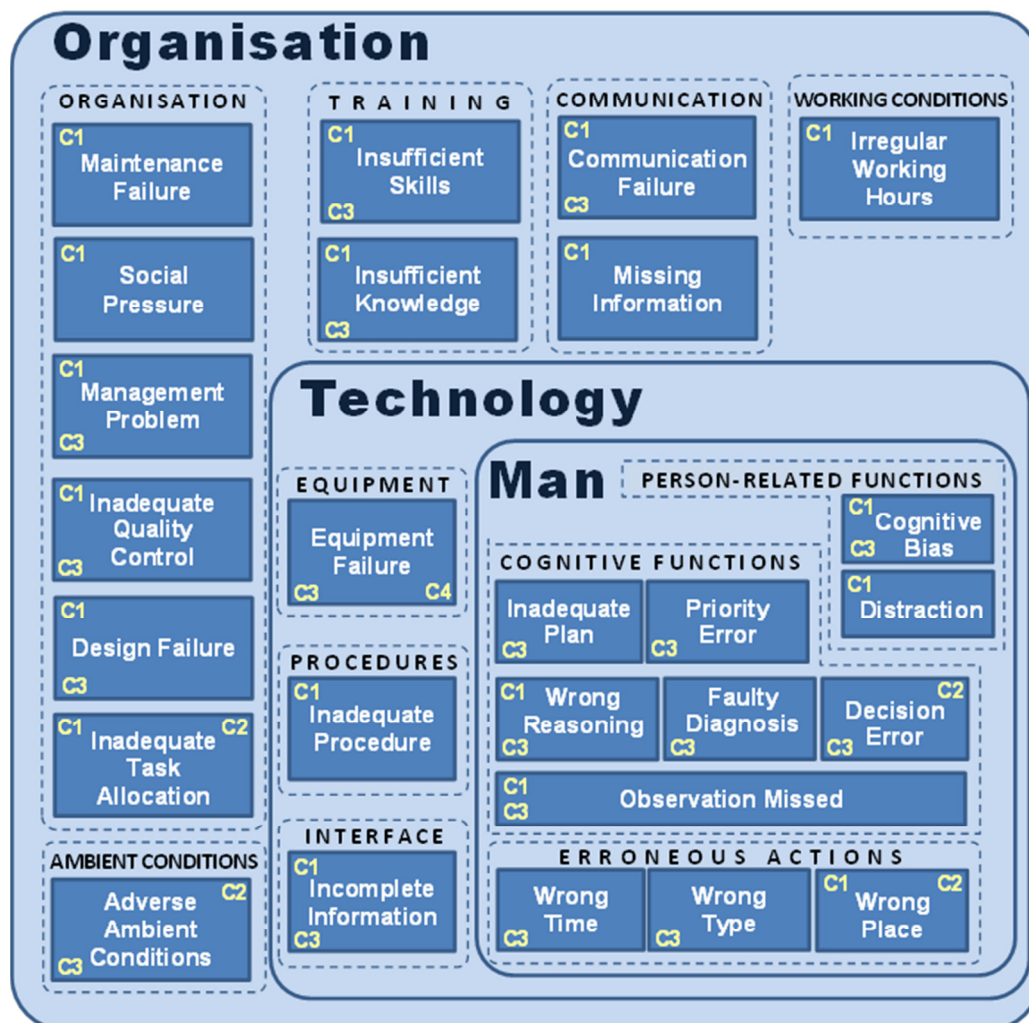 Organisation
ORGANISATION
C1
Maintenance
Failure
C1
Social
Pressure
C1
Management
Problem
C3
C1
Inadequate
Quality
Control
C3
C1
Design Failure
C3
C1
C2
Inadequate
Task
Allocation
AMBIENT CONDITIONS
C2
Adverse
Ambient
Conditions
C3
TRAINING
C1
Insufficient
Skills
C3
C1
Insufficient
Knowledge
C3
COMMUNICATION
C1
Communication
Failure
C3
C1
Missing
Information
WORKING CONDITIONS
C1
Irregular
Working
Hours
Technology
EQUIPMENT
Equipment
Failure
C3
C4
PROCEDURES
C1
Inadequate
Procedure
INTERFACE
C1
Incomplete
Information
C3
Man
PERSON-RELATED FUNCTIONS
C1
Cognitive
Bias
C3
C1
Distraction
COGNITIVE FUNCTIONS
Inadequate
Plan
C3
Priority
Error
C3
C1
Wrong
Reasoning
C3
Faulty
Diagnosis
C3
C2
Decision
Error
C3
C1
Observation Missed
C3
ERRONEOUS ACTIONS
Wrong
Time
C3
Wrong
Type
C3
C1
C2
Wrong
Place